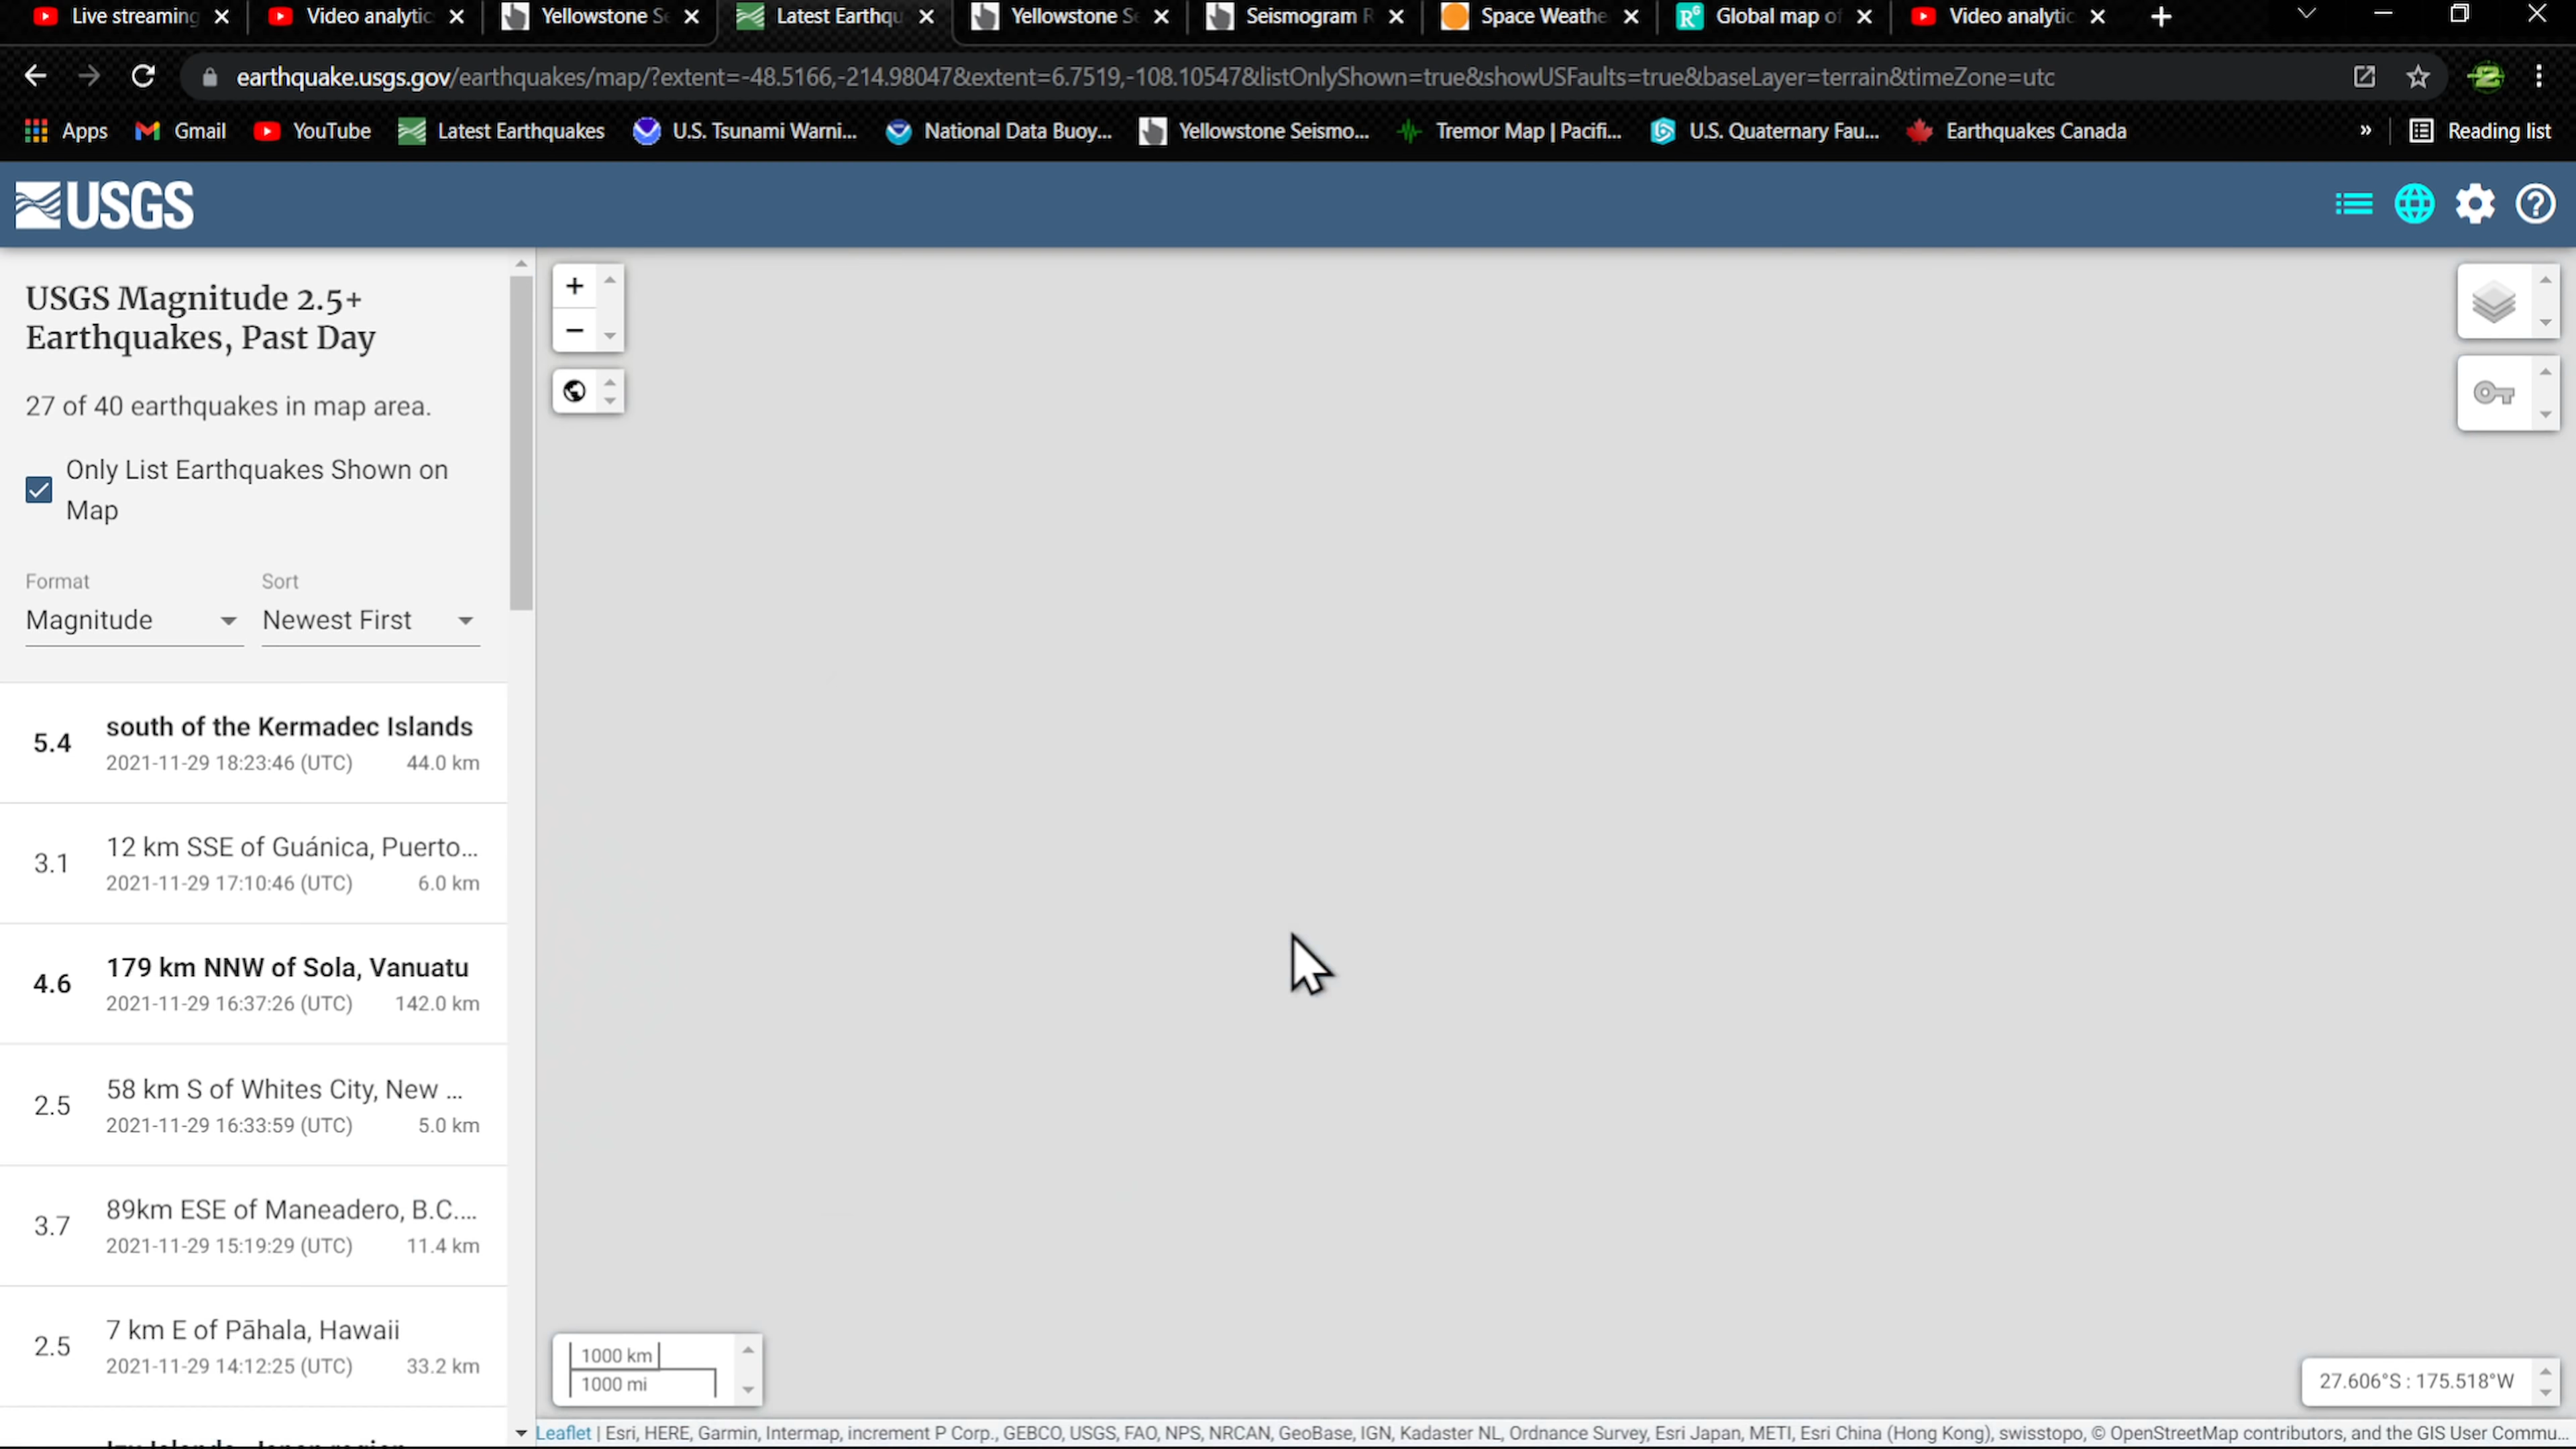 Live streaming
Video analytic
Yellowstone Se
Latest Earthqu
Yellowstone Se
Seismogram R
Space Weathe
Global map of
Video analytic
earthquake.usgs.gov/earthquakes/map/?extent=-48.5166,-214.98047&extent=6.7519,-108.10547&listOnlyShown=true&showUSFaults=true&baseLayer=terrain&timeZone=utc
Apps Gmail YouTube Latest Earthquakes U.S. Tsunami Warni... National Data Buoy... Yellowstone Seismo... Tremor Map | Pacifi... U.S. Quaternary Fau... Earthquakes Canada » Reading list
USGS
USGS Magnitude 2.5+
Earthquakes, Past Day
27 of 40 earthquakes in map area.
Only List Earthquakes Shown on
Map
Format Sort
Magnitude Newest First
5.4 south of the Kermadec Islands
2021-11-29 18:23:46 (UTC) 44.0 km
3.1 12 km SSE of Guánica, Puerto...
2021-11-29 17:10:46 (UTC) 6.0 km
4.6 179 km NNW of Sola, Vanuatu
2021-11-29 16:37:26 (UTC) 142.0 km
2.5 58 km S of Whites City, New ...
2021-11-29 16:33:59 (UTC) 5.0 km
3.7 89km ESE of Maneadero, B.C....
2021-11-29 15:19:29 (UTC) 11.4 km
2.5 7 km E of Pāhala, Hawaii
2021-11-29 14:12:25 (UTC) 33.2 km
1000 km
1000 mi
27.606°S : 175.518°W
Leaflet | Esri, HERE, Garmin, Intermap, increment P Corp., GEBCO, USGS, FAO, NPS, NRCAN, GeoBase, IGN, Kadaster NL, Ordnance Survey, Esri Japan, METI, Esri China (Hong Kong), swisstopo, © OpenStreetMap contributors, and the GIS User Commu...